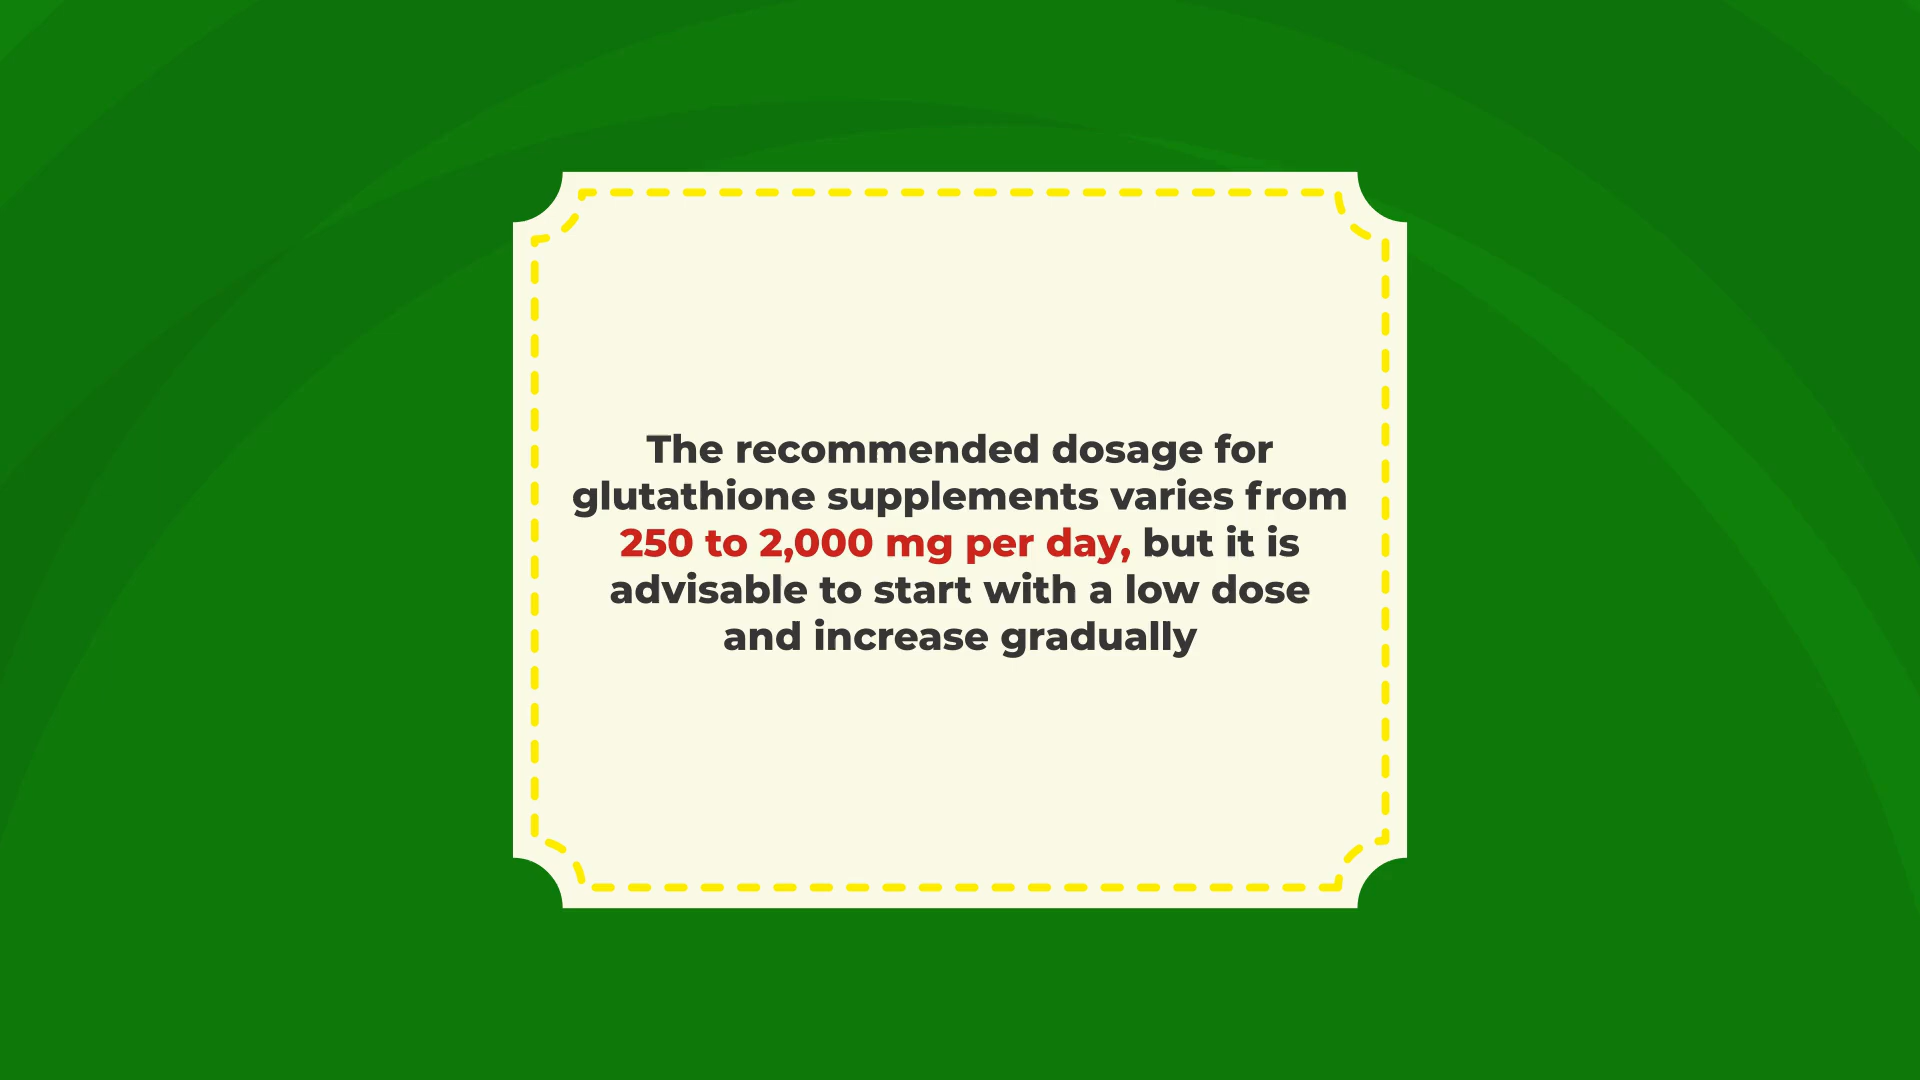 The recommended dosage for
glutathione supplements varies from
250 to 2,000 mg per day, but it is
advisable to start with a low dose
and increase gradually